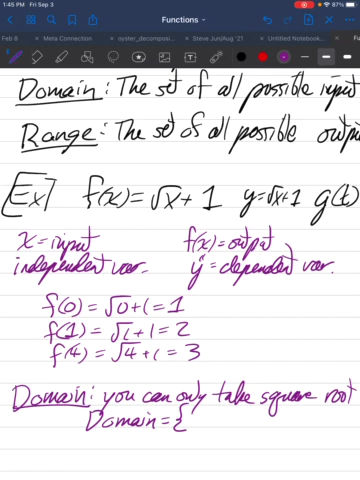 1:45 PM Fri Sep 3
87%
Functions
Feb 8
Meta Connection
oyster_decomposi...
Steve Jun/Aug '21
Untitled Notebook...
Fu
Domain: The set of all possible input
Range: The set of all possible outpu
Ex] f(x)=√x+1 y=√x+1 g(t)
x=input f(x)=output
independent var. y=dependent var.
f(0)=√0+1=1
f(1)=√1+1=2
f(4)=√4+1=3
Domain: you can only take square root
Domain={